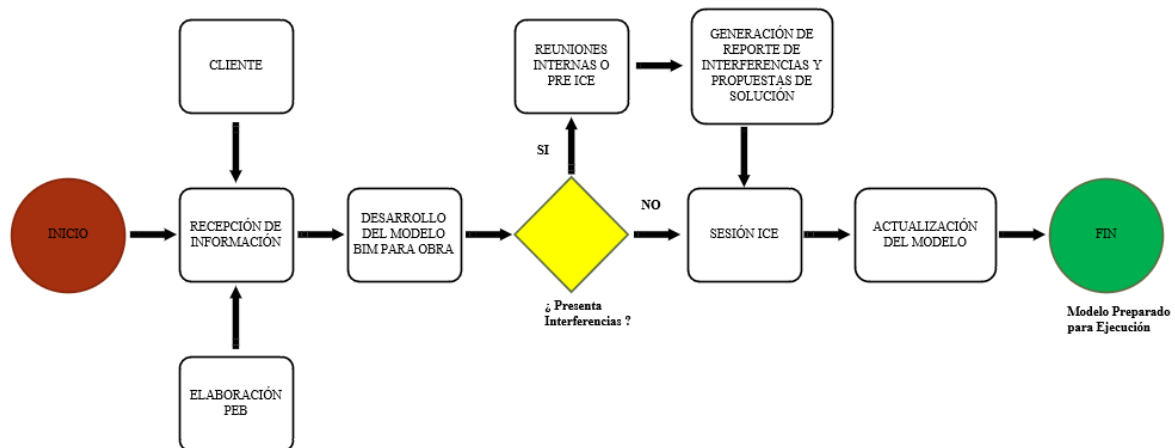 CLIENTE
REUNIONES
INTERNAS O
PRE ICE
GENERACIÓN DE
REPORTE DE
INTERFERENCIAS Y
PROPUESTAS DE
SOLUCIÓN
SI
INICIO
RECEPCIÓN DE
INFORMACIÓN
DESARROLLO
DEL MODELO
BIM PARA OBRA
NO
SESIÓN ICE
ACTUALIZACIÓN
DEL MODELO
FIN
¿ Presenta
Interferencias ?
Modelo Preparado
para Ejecución
ELABORACIÓN
PEB